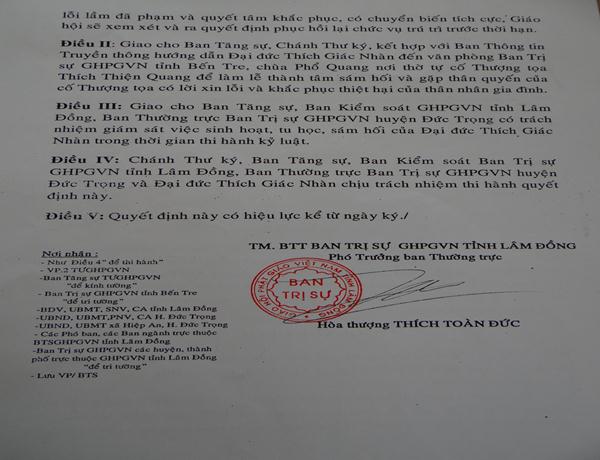 lỗi lầm đã phạm và quyết tâm khắc phục, có chuyển biến tích cực, Giáo
hội sẽ xem xét và ra quyết định phục hồi lại chức vụ trú trì trước thời hạn.
Điều II: Giao cho Ban Tăng sự, Chánh Thư ký, kết hợp với Ban Thông tin
Truyền thông hướng dẫn Đại đức Thích Giác Nhàn đến văn phòng Ban Trị
sự GHPGVN tỉnh Bến Tre, chùa Phổ Quang nơi thờ tự cố Thượng tọa
Thích Thiện Quang để làm lễ thành tâm sám hối và gặp thân quyến của
cố Thượng tọa có lời xin lỗi và khắc phục thiệt hại của thân nhân gia đình.
Điều III: Giao cho Ban Tăng sự, Ban Kiểm soát GHPGVN tỉnh Lâm
Đồng, Ban Thường trực Ban Trị sự GHPGVN huyện Đức Trọng có trách
nhiệm giám sát việc sinh hoạt, tu học, sám hối của Đại đức Thích Giác
Nhàn trong thời gian thi hành kỷ luật.
Điều IV: Chánh Thư ký, Ban Tăng sự, Ban Kiểm soát Ban Trị sự
GHPGVN tỉnh Lâm Đồng, Ban Thường trực Ban Trị sự GHPGVN huyện
Đức Trọng và Đại đức Thích Giác Nhàn chịu trách nhiệm thi hành quyết
định này.
Điều V: Quyết định này có hiệu lực kể từ ngày ký./
TM. BTT BAN TRỊ SỰ GHPGVN TỈNH LÂM ĐỒNG
Phó Trưởng ban Thường trực
GIÁO HỘI PHẬT GIÁO VIỆT NAM TỈNH LÂM ĐỒNG
BAN
TRỊ SỰ
Hòa thượng THÍCH TOÀN ĐỨC
Nơi nhận :
- Như Điều 4 "để thi hành"
- VP.2 TƯGHPGVN
-Ban Tăng sự TƯGHPGVN
"để kính tường"
- Ban Trị sự GHPGVN tỉnh Bến Tre
"để tri tường"
-BDV, UBMT, SNV, CA tỉnh Lâm Đồng
-UBND, UBMT,PNV, CA H. Đức Trọng
-UBND, UBMT xã Hiệp An, H. Đức Trọng
- Các Phó ban, các Ban ngành trực thuộc
BTSGHPGVN tỉnh Lâm Đồng
-Ban Trị sự GHPGVN các huyện, thành
phố trực thuộc GHPGVN tỉnh Lâm Đồng
"để tri tường"
- Lưu VP/ BTS